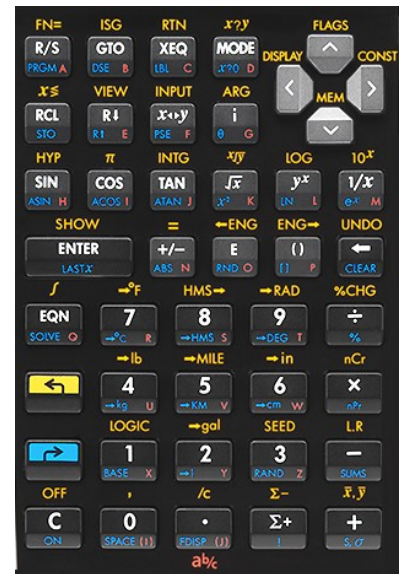 FN= ISG RTN x?y FLAGS
R/S GTO XEQ MODE DISPLAY CONST
PRGM A DSE B LBL C x?0 D
x≶ VIEW INPUT ARG MEM
RCL R↓ x↔y i
STO R↑ E PSE F θ G
HYP π INTG ˣ√y LOG 10ˣ
SIN COS TAN √x yˣ 1/x
ASIN H ACOS I ATAN J x² K LN L eˣ M
SHOW = ←ENG ENG→ UNDO
ENTER +/− E () ←
LASTx ABS N RND O [] P CLEAR
∫ →°F HMS→ →RAD %CHG
EQN 7 8 9 ÷
SOLVE Q →°C R →HMS S →DEG T %
→lb →MILE →in nCr
4 5 6 ×
→kg U →KM V →cm W nPr
LOGIC →gal SEED L.R
1 2 3 −
BASE X →l Y RAND Z SUMS
OFF , /c Σ− x̄,ȳ
C 0 · Σ+ +
ON SPACE (I) FDISP (J) ! S,σ
ab/c